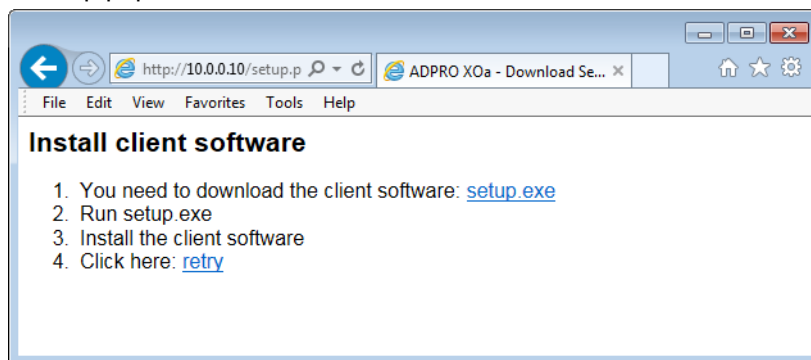 http://10.0.0.10/setup.p
ADPRO XOa - Download Se...
File Edit View Favorites Tools Help
Install client software
1. You need to download the client software: setup.exe
2. Run setup.exe
3. Install the client software
4. Click here: retry